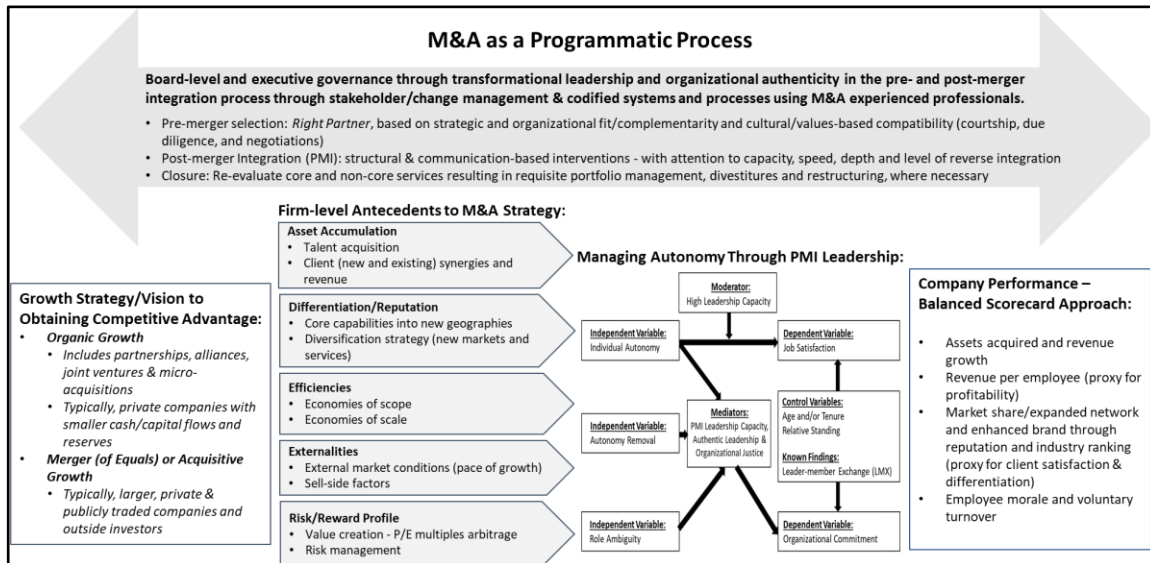 M&A as a Programmatic Process
Board-level and executive governance through transformational leadership and organizational authenticity in the pre- and post-merger
integration process through stakeholder/change management & codified systems and processes using M&A experienced professionals.
• Pre-merger selection: Right Partner, based on strategic and organizational fit/complementarity and cultural/values-based compatibility (courtship, due
diligence, and negotiations)
• Post-merger Integration (PMI): structural & communication-based interventions - with attention to capacity, speed, depth and level of reverse integration
• Closure: Re-evaluate core and non-core services resulting in requisite portfolio management, divestitures and restructuring, where necessary
Growth Strategy/Vision to
Obtaining Competitive Advantage:
• Organic Growth
• Includes partnerships, alliances,
joint ventures & micro-
acquisitions
• Typically, private companies with
smaller cash/capital flows and
reserves
• Merger (of Equals) or Acquisitive
Growth
• Typically, larger, private &
publicly traded companies and
outside investors
Firm-level Antecedents to M&A Strategy:
Asset Accumulation
• Talent acquisition
• Client (new and existing) synergies and
revenue
Differentiation/Reputation
• Core capabilities into new geographies
• Diversification strategy (new markets and
services)
Efficiencies
• Economies of scope
• Economies of scale
Externalities
• External market conditions (pace of growth)
• Sell-side factors
Risk/Reward Profile
• Value creation - P/E multiples arbitrage
• Risk management
Managing Autonomy Through PMI Leadership:
Moderator:
High Leadership Capacity
Independent Variable:
Individual Autonomy
Dependent Variable:
Job Satisfaction
Independent Variable:
Autonomy Removal
Mediators:
PMI Leadership Capacity,
Authentic Leadership &
Organizational Justice
Control Variables:
Age and/or Tenure
Relative Standing
Known Findings:
Leader-member Exchange (LMX)
Independent Variable:
Role Ambiguity
Dependent Variable:
Organizational Commitment
Company Performance –
Balanced Scorecard Approach:
• Assets acquired and revenue
growth
• Revenue per employee (proxy for
profitability)
• Market share/expanded network
and enhanced brand through
reputation and industry ranking
(proxy for client satisfaction &
differentiation)
• Employee morale and voluntary
turnover